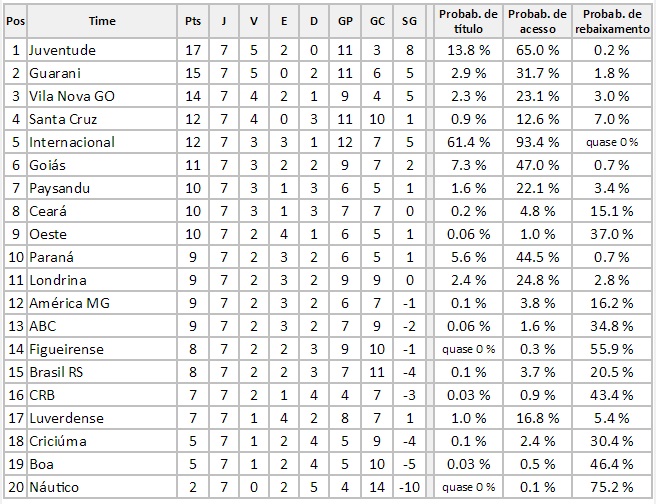 Pos Time Pts J V E D GP GC SG Probab. de título Probab. de acesso Probab. de rebaixamento
1 Juventude 17 7 5 2 0 11 3 8 13.8 % 65.0 % 0.2 %
2 Guarani 15 7 5 0 2 11 6 5 2.9 % 31.7 % 1.8 %
3 Vila Nova GO 14 7 4 2 1 9 4 5 2.3 % 23.1 % 3.0 %
4 Santa Cruz 12 7 4 0 3 11 10 1 0.9 % 12.6 % 7.0 %
5 Internacional 12 7 3 3 1 12 7 5 61.4 % 93.4 % quase 0 %
6 Goiás 11 7 3 2 2 9 7 2 7.3 % 47.0 % 0.7 %
7 Paysandu 10 7 3 1 3 6 5 1 1.6 % 22.1 % 3.4 %
8 Ceará 10 7 3 1 3 7 7 0 0.2 % 4.8 % 15.1 %
9 Oeste 10 7 2 4 1 6 5 1 0.06 % 1.0 % 37.0 %
10 Paraná 9 7 2 3 2 6 5 1 5.6 % 44.5 % 0.7 %
11 Londrina 9 7 2 3 2 9 9 0 2.4 % 24.8 % 2.8 %
12 América MG 9 7 2 3 2 6 7 -1 0.1 % 3.8 % 16.2 %
13 ABC 9 7 2 3 2 7 9 -2 0.06 % 1.6 % 34.8 %
14 Figueirense 8 7 2 2 3 9 10 -1 quase 0 % 0.3 % 55.9 %
15 Brasil RS 8 7 2 2 3 7 11 -4 0.1 % 3.7 % 20.5 %
16 CRB 7 7 2 1 4 4 7 -3 0.03 % 0.9 % 43.4 %
17 Luverdense 7 7 1 4 2 8 7 1 1.0 % 16.8 % 5.4 %
18 Criciúma 5 7 1 2 4 5 9 -4 0.1 % 2.4 % 30.4 %
19 Boa 5 7 1 2 4 5 10 -5 0.03 % 0.5 % 46.4 %
20 Náutico 2 7 0 2 5 4 14 -10 quase 0 % 0.1 % 75.2 %